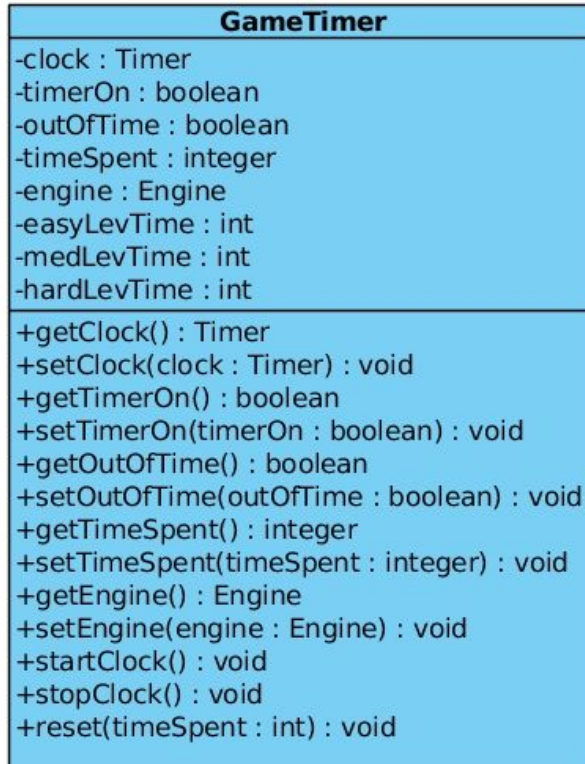 GameTimer
-clock : Timer
-timerOn : boolean
-outOfTime : boolean
-timeSpent : integer
-engine : Engine
-easyLevTime : int
-medLevTime : int
-hardLevTime : int
+getClock() : Timer
+setClock(clock : Timer) : void
+getTimerOn() : boolean
+setTimerOn(timerOn : boolean) : void
+getOutOfTime() : boolean
+setOutOfTime(outOfTime : boolean) : void
+getTimeSpent() : integer
+setTimeSpent(timeSpent : integer) : void
+getEngine() : Engine
+setEngine(engine : Engine) : void
+startClock() : void
+stopClock() : void
+reset(timeSpent : int) : void